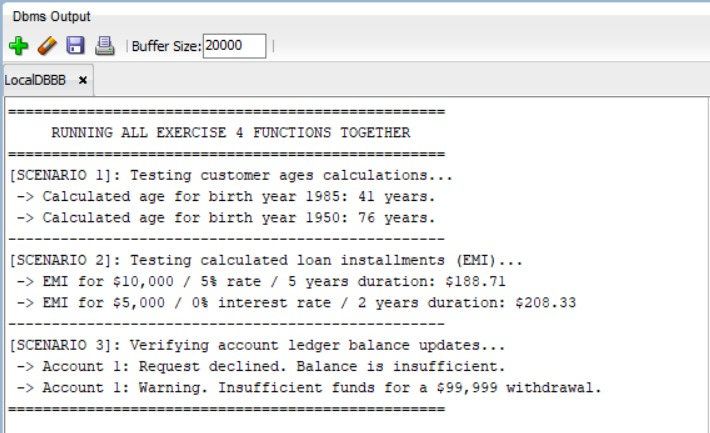 Dbms Output
Buffer Size: 20000
LocalDBBB ×
=================================================
RUNNING ALL EXERCISE 4 FUNCTIONS TOGETHER
=================================================
[SCENARIO 1]: Testing customer ages calculations...
-> Calculated age for birth year 1985: 41 years.
-> Calculated age for birth year 1950: 76 years.
-------------------------------------------------
[SCENARIO 2]: Testing calculated loan installments (EMI)...
-> EMI for $10,000 / 5% rate / 5 years duration: $188.71
-> EMI for $5,000 / 0% interest rate / 2 years duration: $208.33
-------------------------------------------------
[SCENARIO 3]: Verifying account ledger balance updates...
-> Account 1: Request declined. Balance is insufficient.
-> Account 1: Warning. Insufficient funds for a $99,999 withdrawal.
=================================================